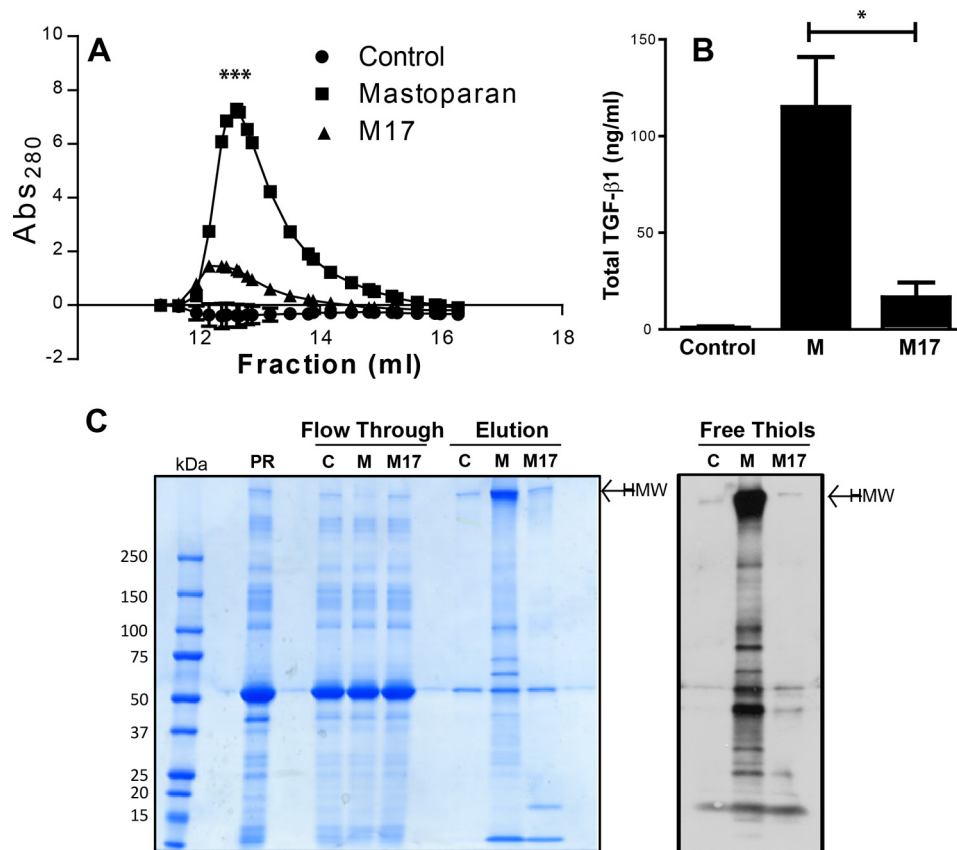 A
***
Control
Mastoparan
M17
Abs280
10
8
6
4
2
0
-2
12
14
16
18
Fraction (ml)
B
*
Total TGF-β1 (ng/ml)
150
100
50
0
Control
M
M17
C
Flow Through
Elution
Free Thiols
kDa
PR
C
M
M17
C
M
M17
C
M
M17
HMW
HMW
250
150
100
75
50
37
25
20
15